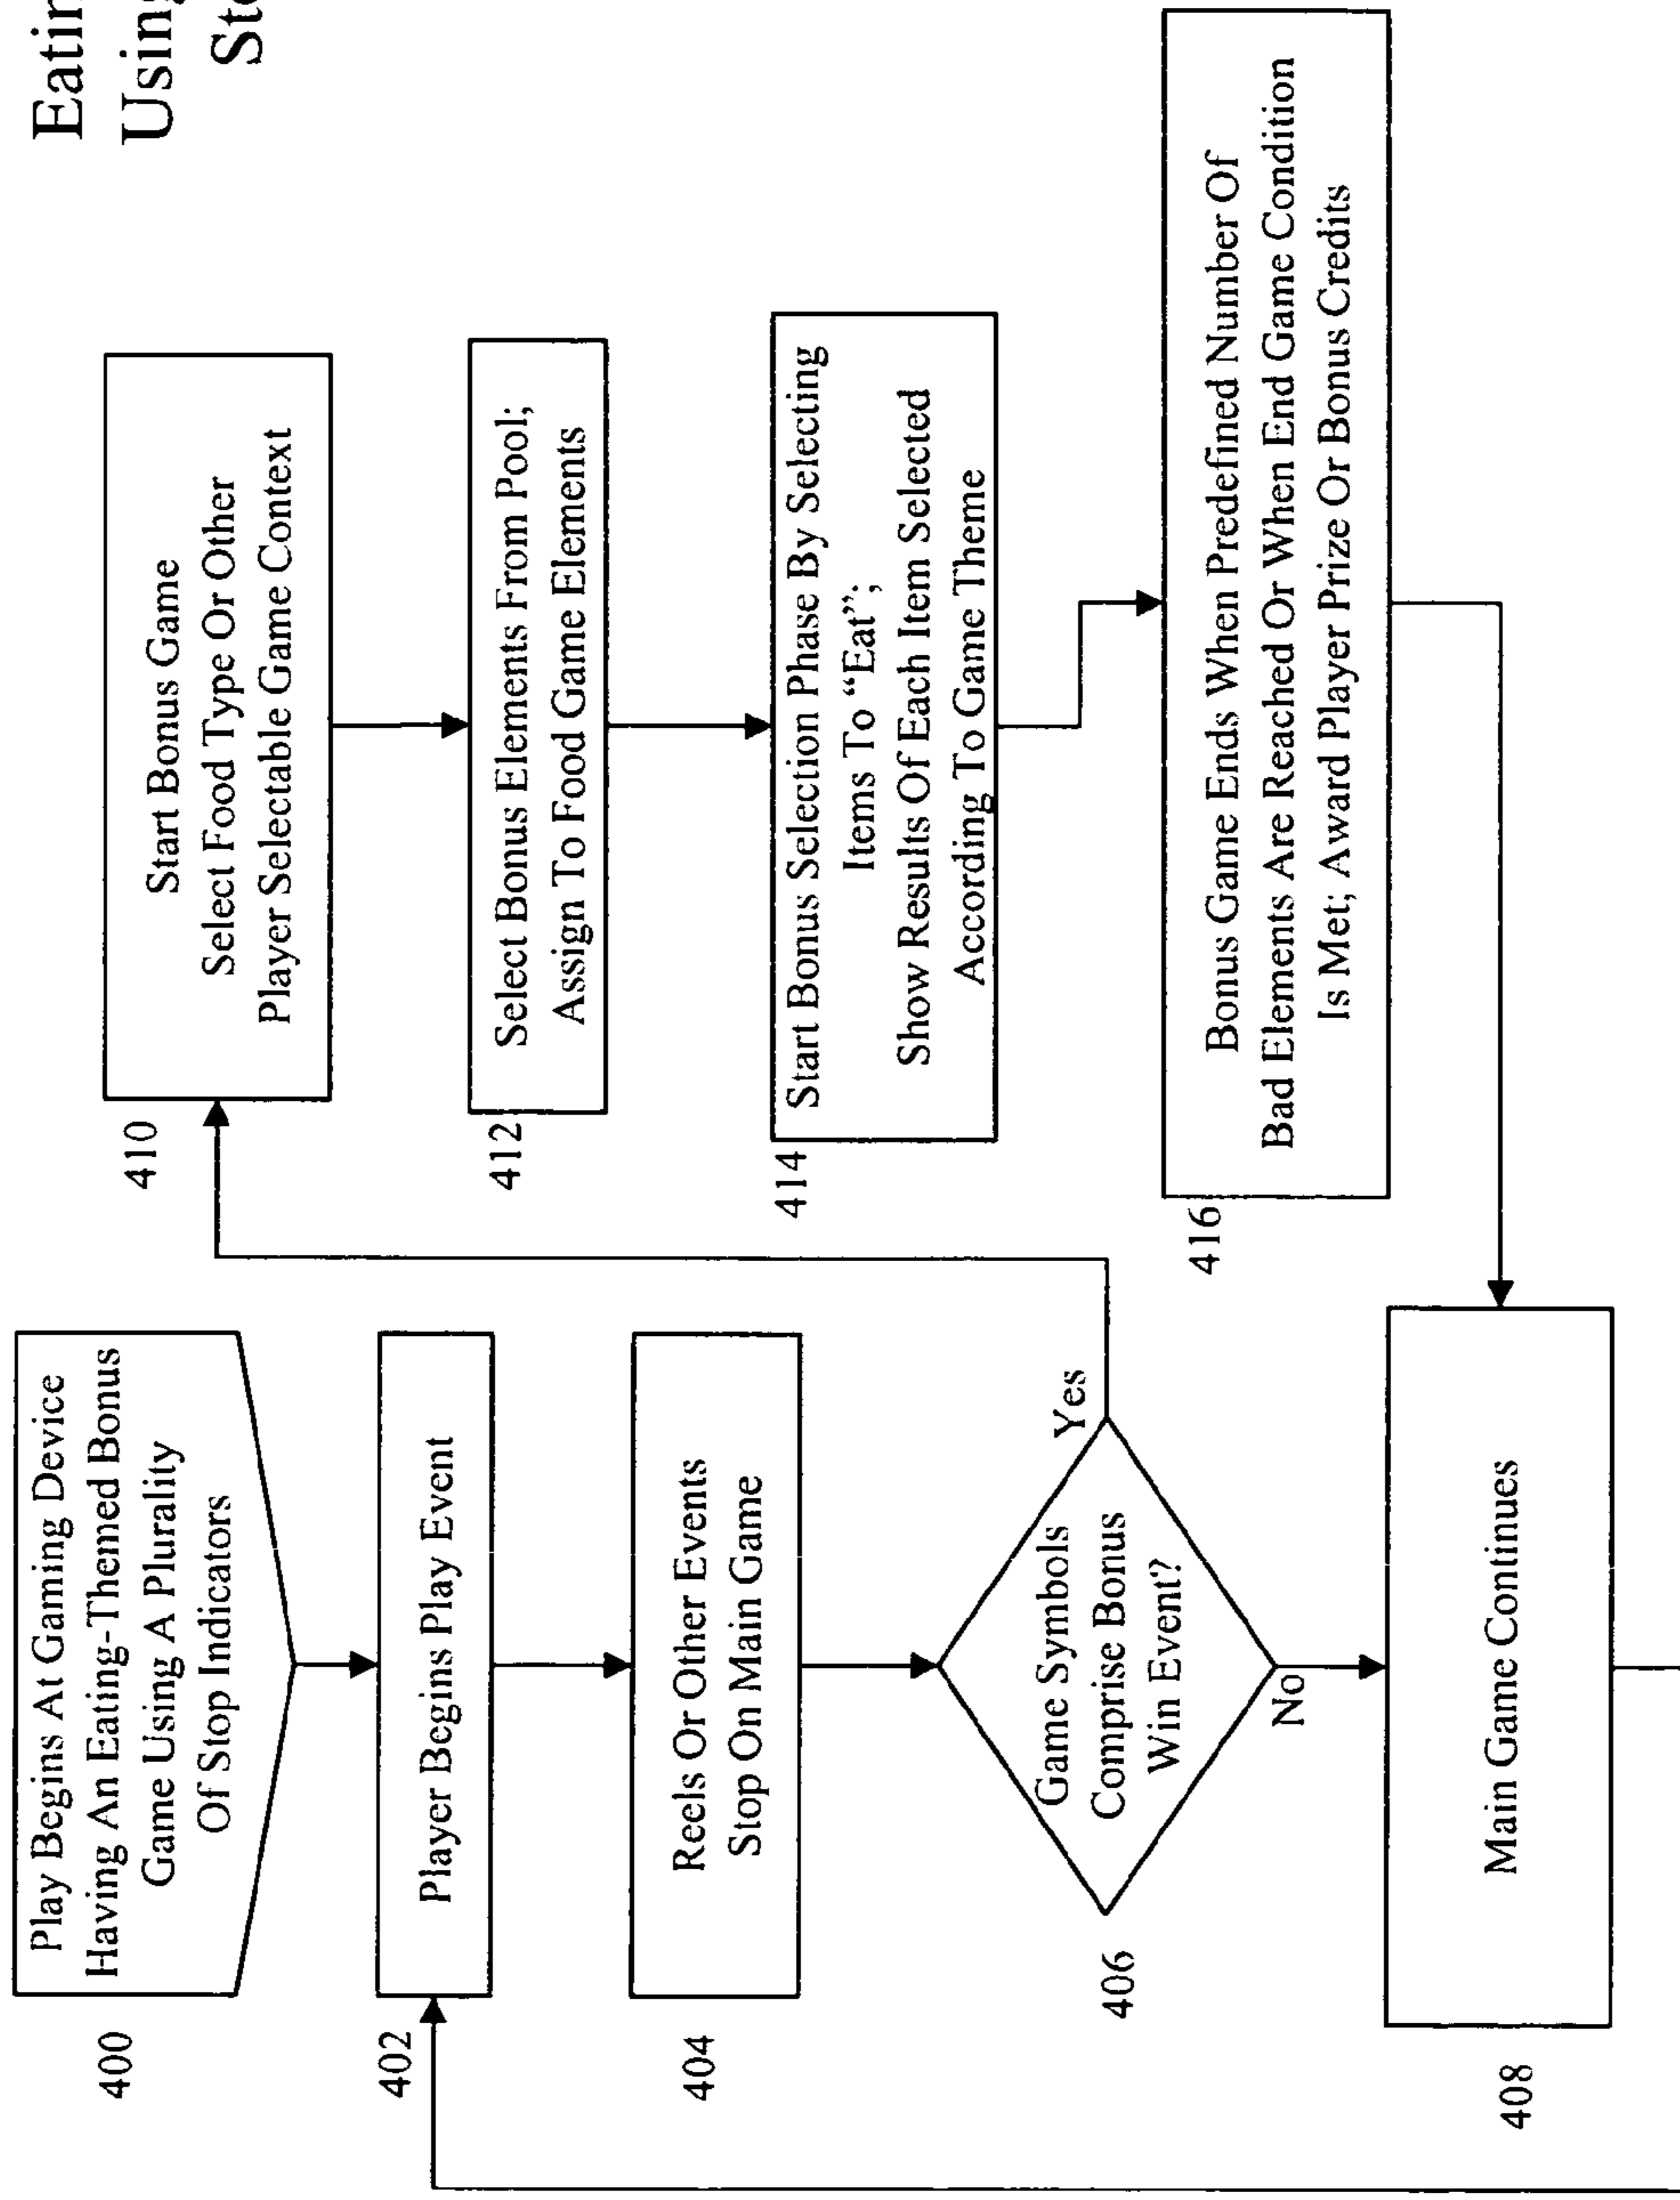 Eatin
Using
Sto
400
Play Begins At Gaming Device
Having An Eating-Themed Bonus
Game Using A Plurality
Of Stop Indicators
402
Player Begins Play Event
404
Reels Or Other Events
Stop On Main Game
406
Game Symbols
Comprise Bonus
Win Event?
Yes
No
408
Main Game Continues
410
Start Bonus Game
Select Food Type Or Other
Player Selectable Game Context
412
Select Bonus Elements From Pool;
Assign To Food Game Elements
414
Start Bonus Selection Phase By Selecting
Items To “Eat”;
Show Results Of Each Item Selected
According To Game Theme
416
Bonus Game Ends When Predefined Number Of
Bad Elements Are Reached Or When End Game Condition
Is Met; Award Player Prize Or Bonus Credits